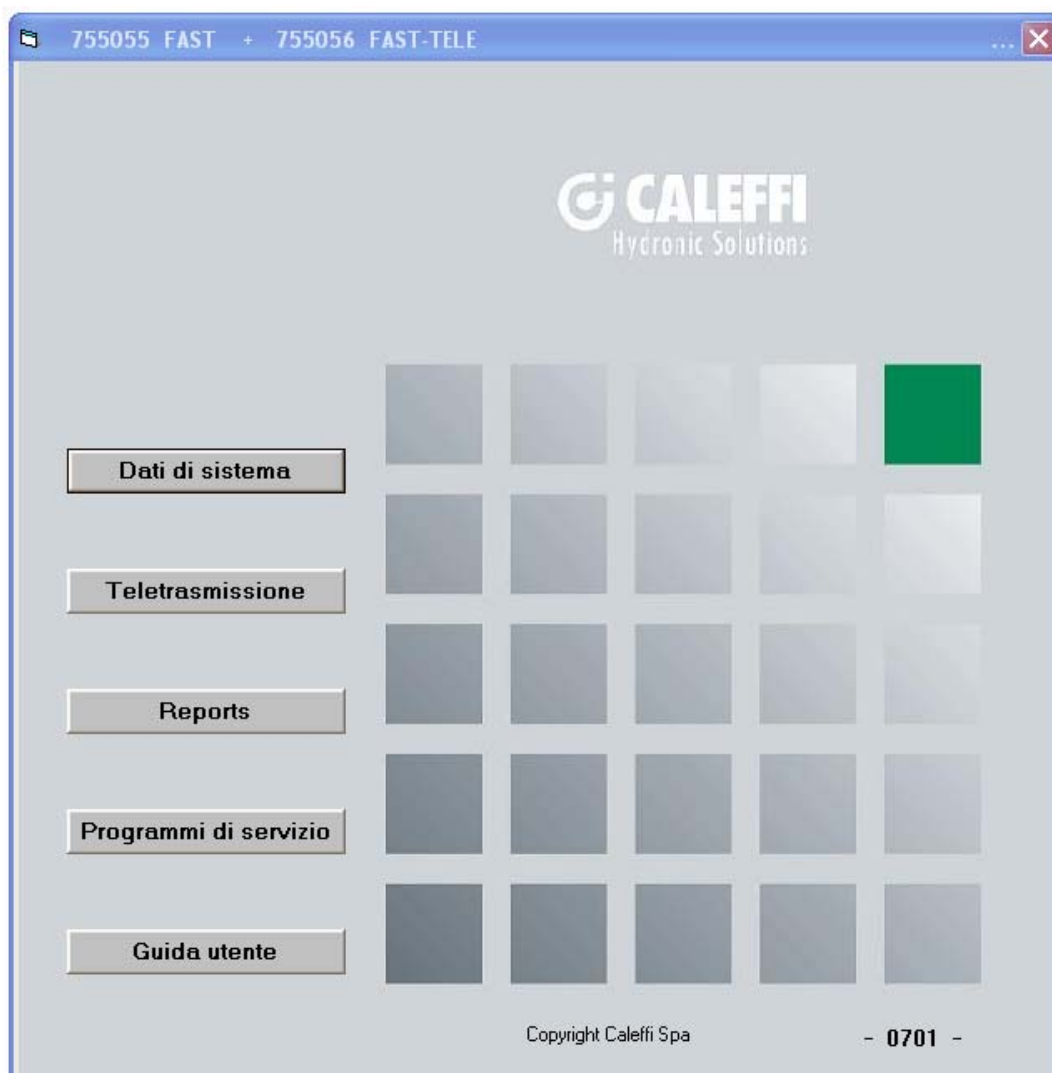 755055 FAST + 755056 FAST-TELE ...
CALEFFI
Hydronic Solutions
Dati di sistema
Teletrasmissione
Reports
Programmi di servizio
Guida utente
Copyright Caleffi Spa
- 0701 -